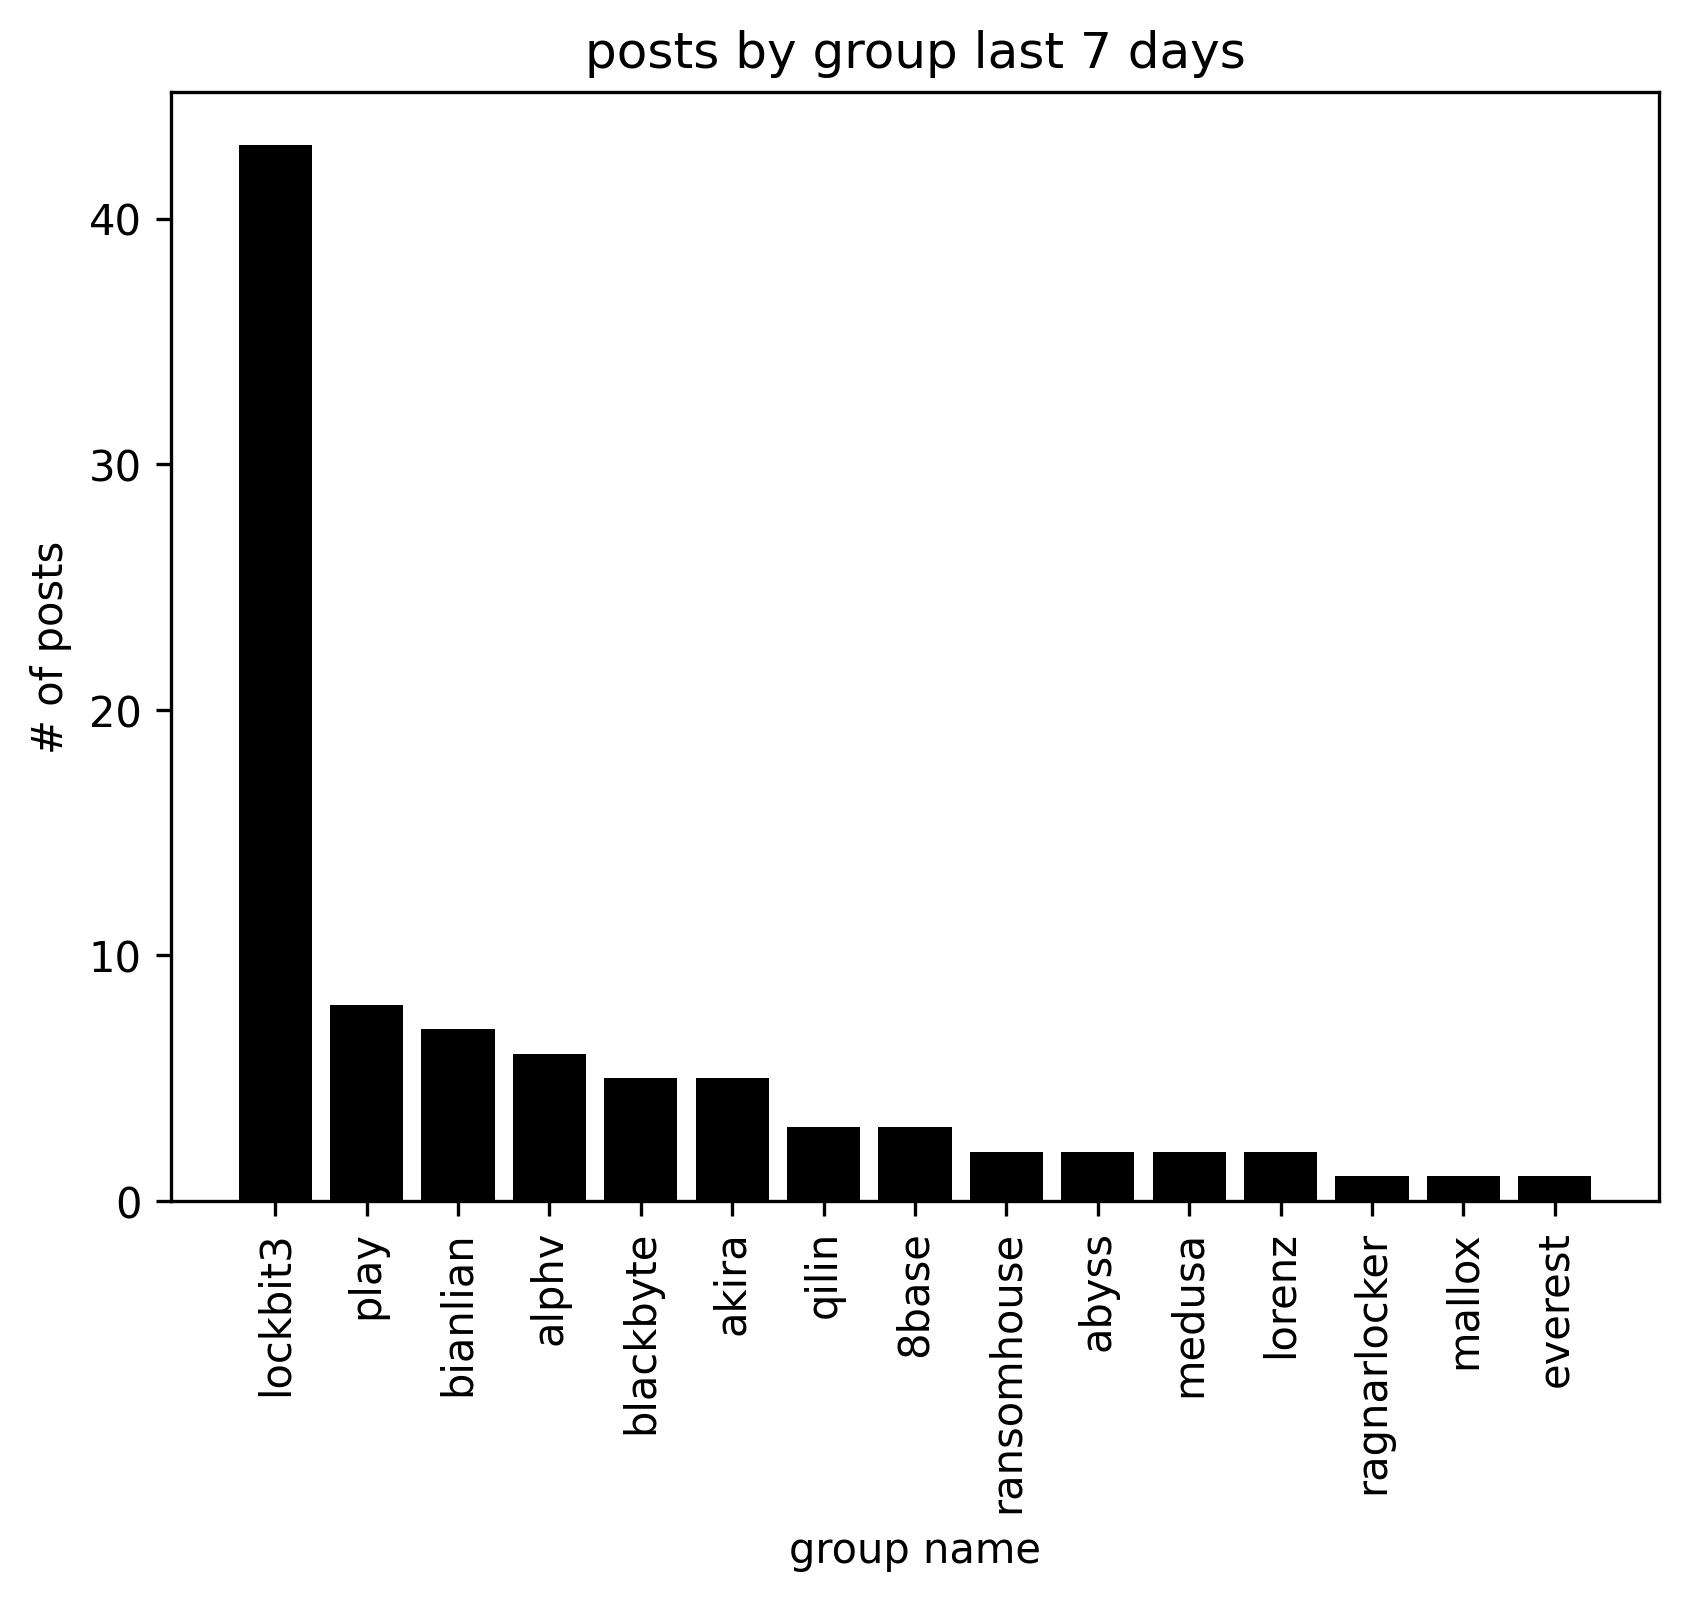 posts by group last 7 days
# of posts
40
30
20
10
0
lockbit3
play
bianlian
alphv
blackbyte
akira
qilin
8base
ransomhouse
abyss
medusa
lorenz
ragnarlocker
mallox
everest
group name